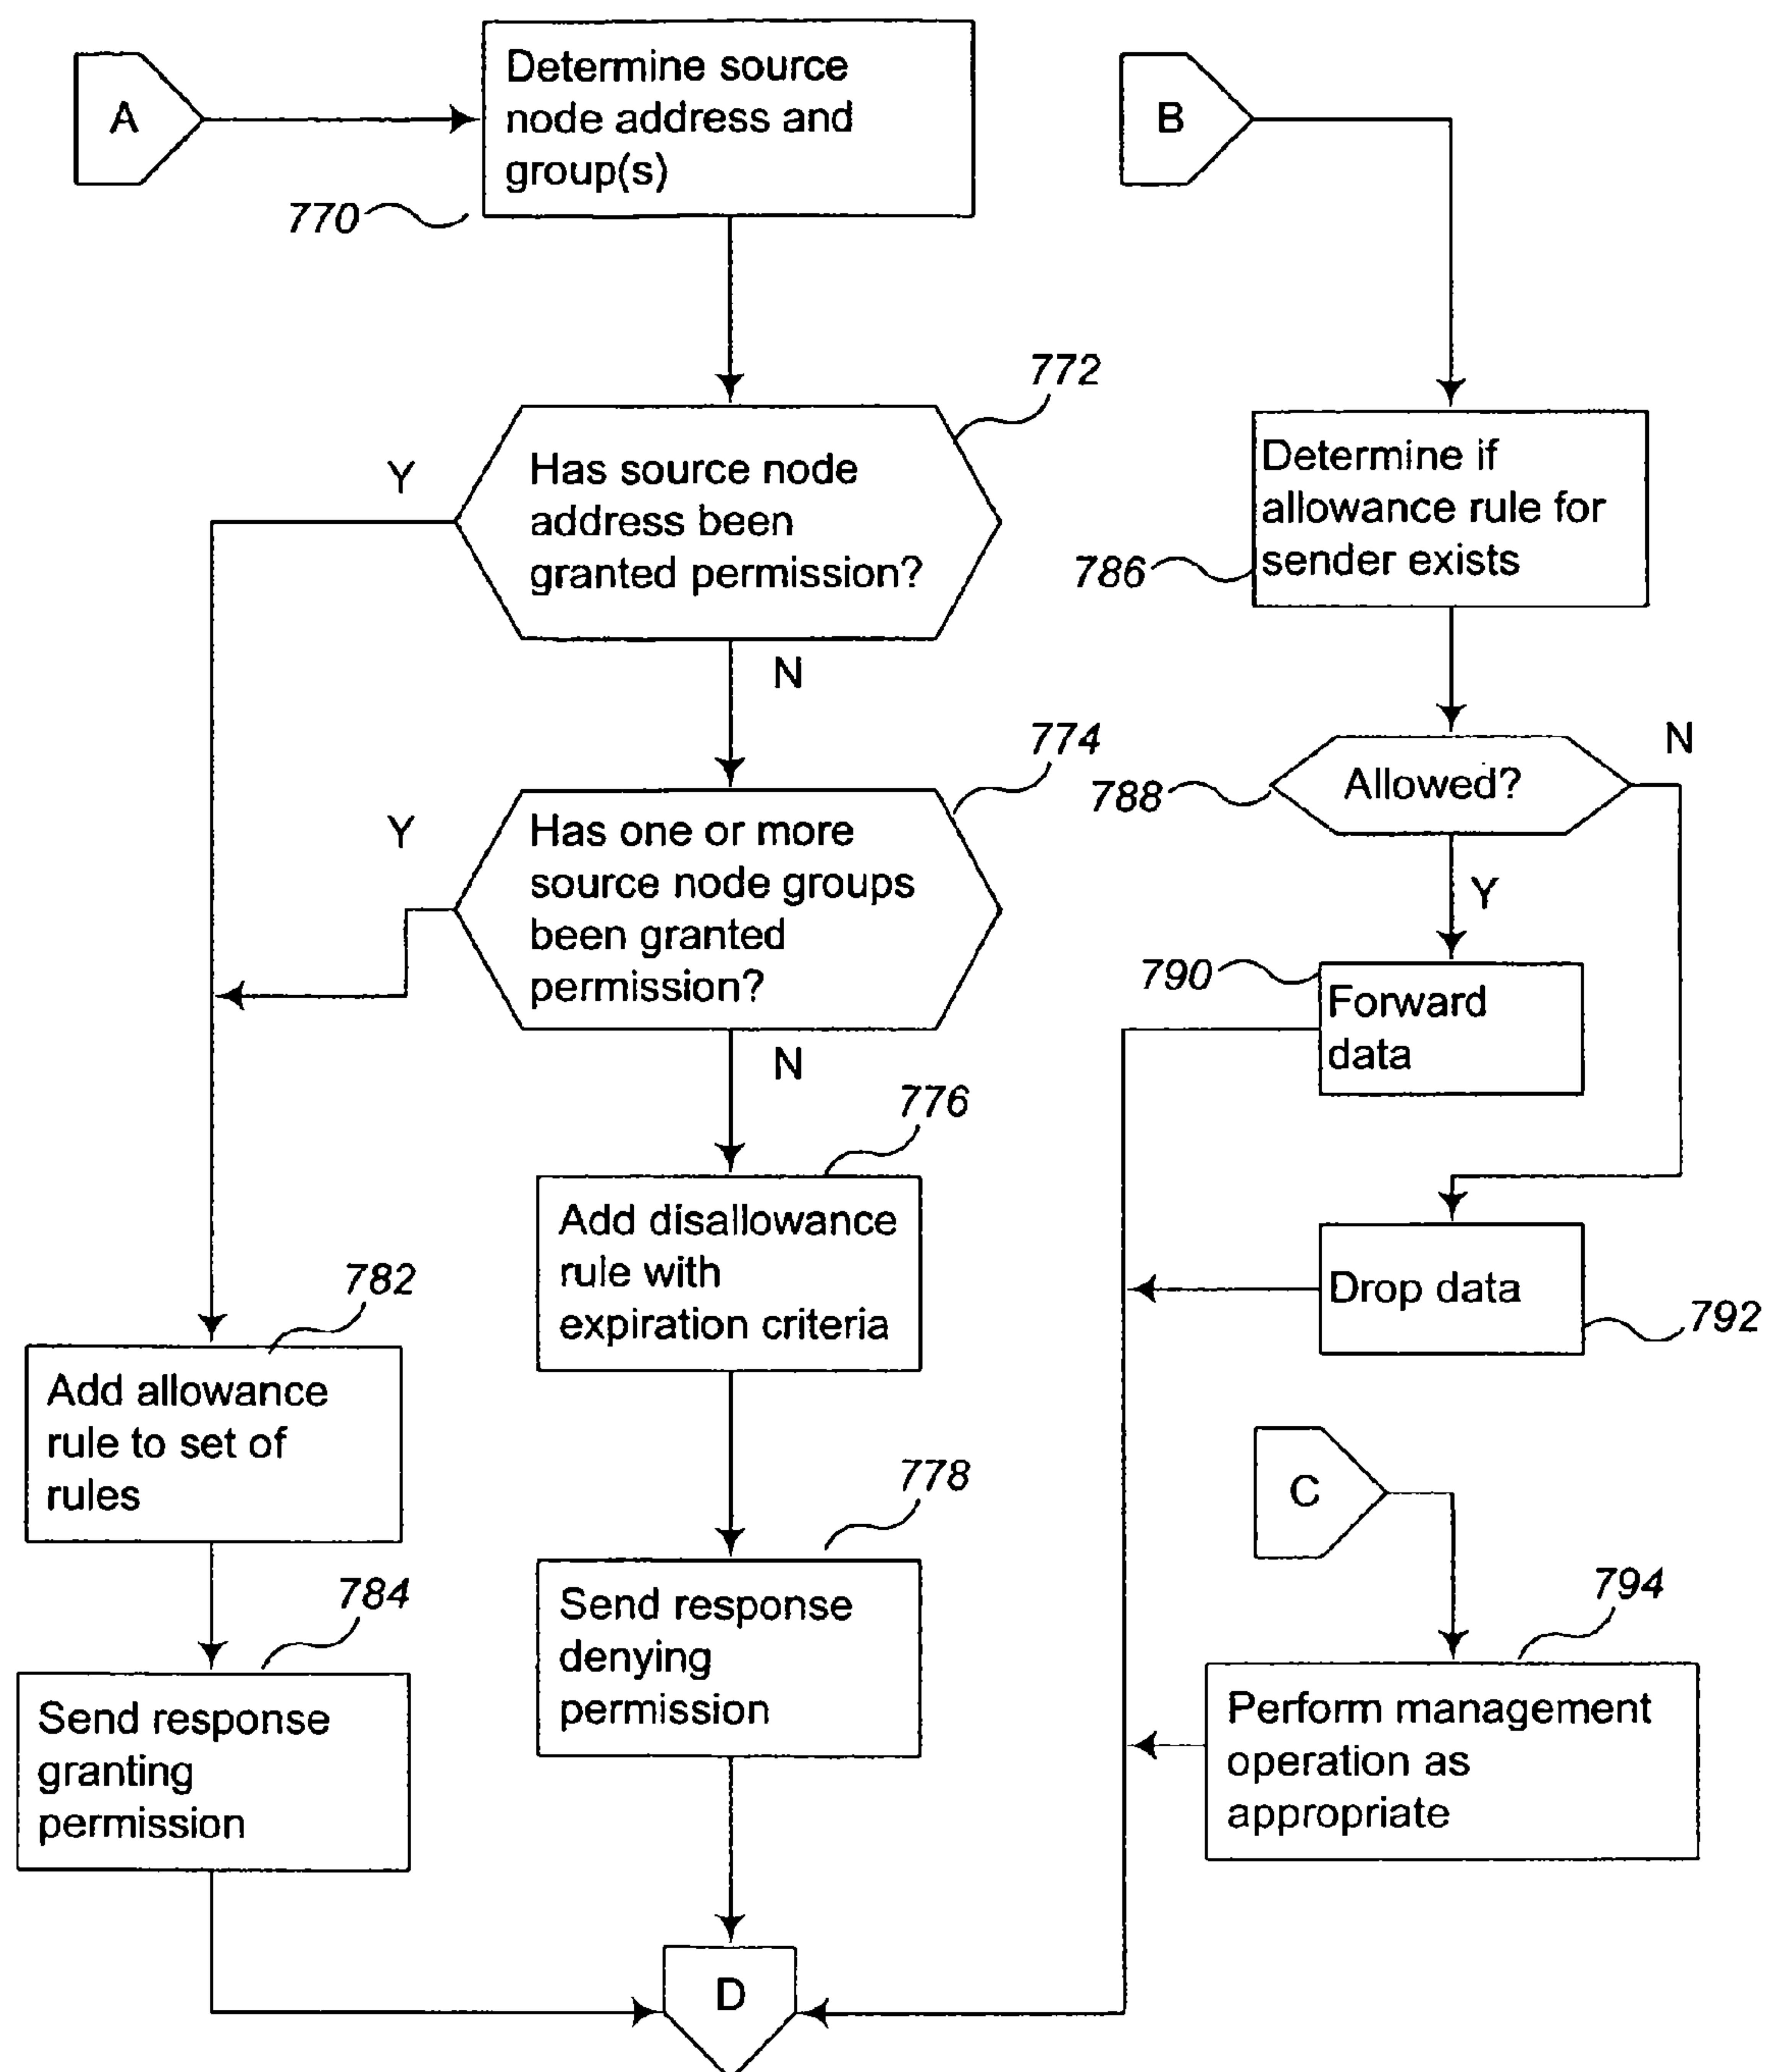 A
Determine source
node address and
group(s)
770
772
Has source node
address been
granted permission?
Y
N
774
Has one or more
source node groups
been granted
permission?
Y
N
776
Add disallowance
rule with
expiration criteria
778
Send response
denying
permission
782
Add allowance
rule to set of
rules
784
Send response
granting
permission
D
B
Determine if
allowance rule for
sender exists
786
788
Allowed?
N
Y
790
Forward
data
Drop data
792
C
794
Perform management
operation as
appropriate